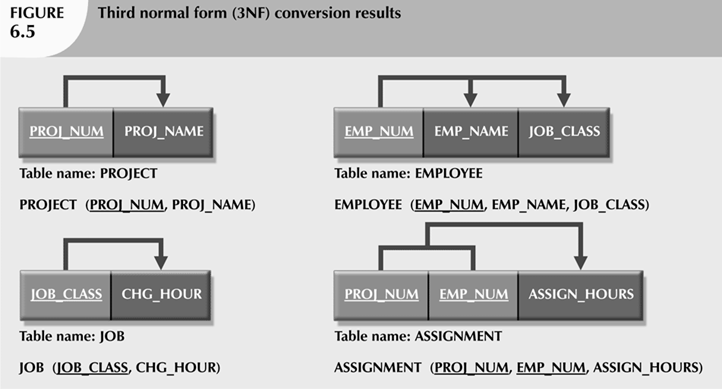 FIGURE
6.5
Third normal form (3NF) conversion results
PROJ_NUM PROJ_NAME
Table name: PROJECT
PROJECT (PROJ_NUM, PROJ_NAME)
EMP_NUM EMP_NAME JOB_CLASS
Table name: EMPLOYEE
EMPLOYEE (EMP_NUM, EMP_NAME, JOB_CLASS)
JOB_CLASS CHG_HOUR
Table name: JOB
JOB (JOB_CLASS, CHG_HOUR)
PROJ_NUM EMP_NUM ASSIGN_HOURS
Table name: ASSIGNMENT
ASSIGNMENT (PROJ_NUM, EMP_NUM, ASSIGN_HOURS)